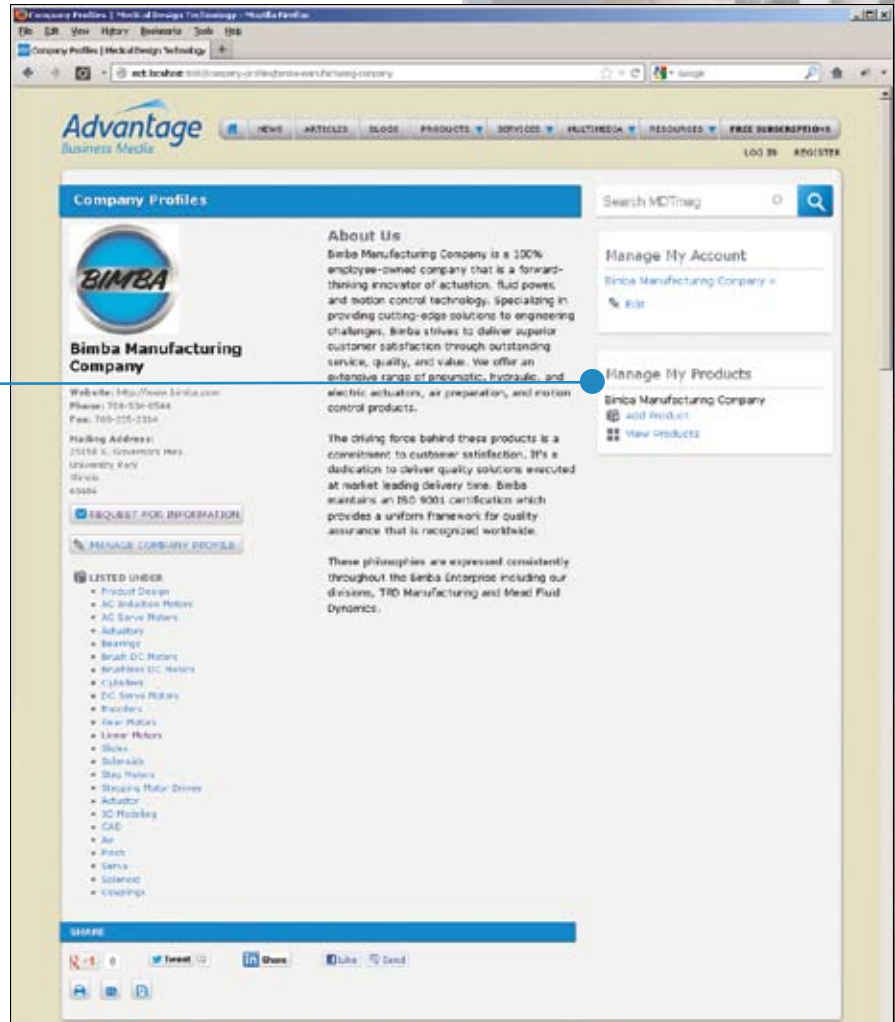 Company Profiles | Medical Design Technology - Mozilla Firefox
File Edit View History Bookmarks Tools Help
Company Profiles | Medical Design Technology +
Google
Advantage
Business Media
NEWS ARTICLES BLOGS PRODUCTS SERVICES MULTIMEDIA RESOURCES FREE SUBSCRIPTIONS
LOG IN REGISTER
Company Profiles
Search MDTmag
BIMBA
Bimba Manufacturing
Company
Website: http://www.bimba.com
Phone:
Fax:
Mailing Address:
University Park
Illinois
REQUEST FOR INFORMATION
MANAGE COMPANY PROFILE
LISTED UNDER
Product Design
AC Induction Motors
AC Servo Motors
Actuators
Bearings
Brush DC Motors
Brushless DC Motors
Cylinders
DC Servo Motors
Encoders
Gear Motors
Linear Motors
Slides
Solenoids
Step Motors
Stepping Motor Drives
Actuator
3D Modeling
CAD
Air
Servo
Solenoid
Couplings
About Us
Bimba Manufacturing Company is a 100%
employee-owned company that is a forward-
thinking innovator of actuation, fluid power,
and motion control technology. Specializing in
providing cutting-edge solutions to engineering
challenges, Bimba strives to deliver superior
customer satisfaction through outstanding
service, quality, and value. We offer an
extensive range of pneumatic, hydraulic, and
electric actuators, air preparation, and motion
control products.
The driving force behind these products is a
commitment to customer satisfaction. It's a
dedication to deliver quality solutions executed
at market leading delivery time. Bimba
maintains an ISO 9001 certification which
provides a uniform framework for quality
assurance that is recognized worldwide.
These philosophies are expressed consistently
throughout the Bimba Enterprise including our
divisions, TRD Manufacturing and Mead Fluid
Dynamics.
Manage My Account
Bimba Manufacturing Company »
Edit
Manage My Products
Bimba Manufacturing Company
Add Product
View Products
SHARE
+1 0 Tweet Share Like Send